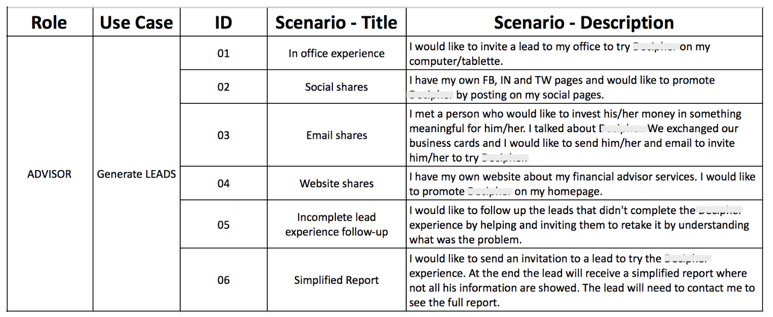 Role Use Case ID Scenario - Title Scenario - Description
ADVISOR
Generate LEADS
01
In office experience
I would like to invite a lead to my office to try on my
computer/tablette.
02
Social shares
I have my own FB, IN and TW pages and would like to promote
by posting on my social pages.
03
Email shares
I met a person who would like to invest his/her money in something
meaningful for him/her. I talked about We exchanged our
business cards and I would like to send him/her and email to invite
him/her to try
04
Website shares
I have my own website about my financial advisor services. I would like
to promote on my homepage.
05
Incomplete lead
experience follow-up
I would like to follow up the leads that didn't complete the
experience by helping and inviting them to retake it by understanding
what was the problem.
06
Simplified Report
I would like to send an invitation to a lead to try the
experience. At the end the lead will receive a simplified report where
not all his information are showed. The lead will need to contact me to
see the full report.